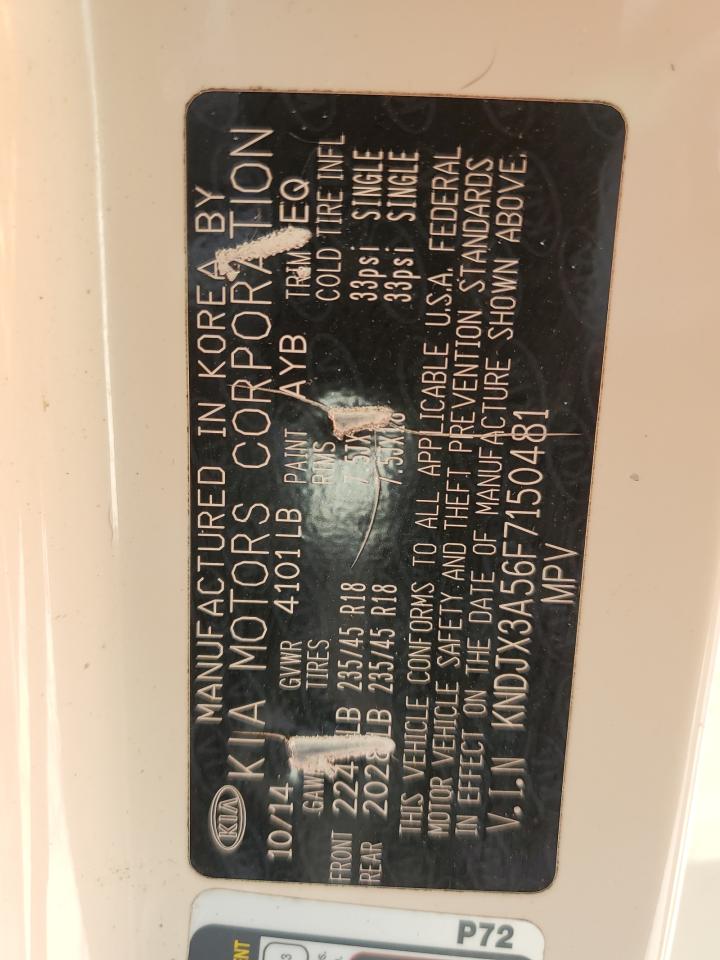 MANUFACTURED IN KOREA BY
KIA
KIA MOTORS CORPORATION
10/14 GVWR 4101LB PAINT AYB TRIM EQ
TIRES RIMS COLD TIRE INFL
FRONT 235/45 R18 33psi SINGLE
REAR 235/45 R18 33psi SINGLE
THIS VEHICLE CONFORMS TO ALL APPLICABLE U.S.A. FEDERAL
MOTOR VEHICLE SAFETY AND THEFT PREVENTION STANDARDS
IN EFFECT ON THE DATE OF MANUFACTURE SHOWN ABOVE.
V.I.N KNDJX3A56F7150481
MPV
P72